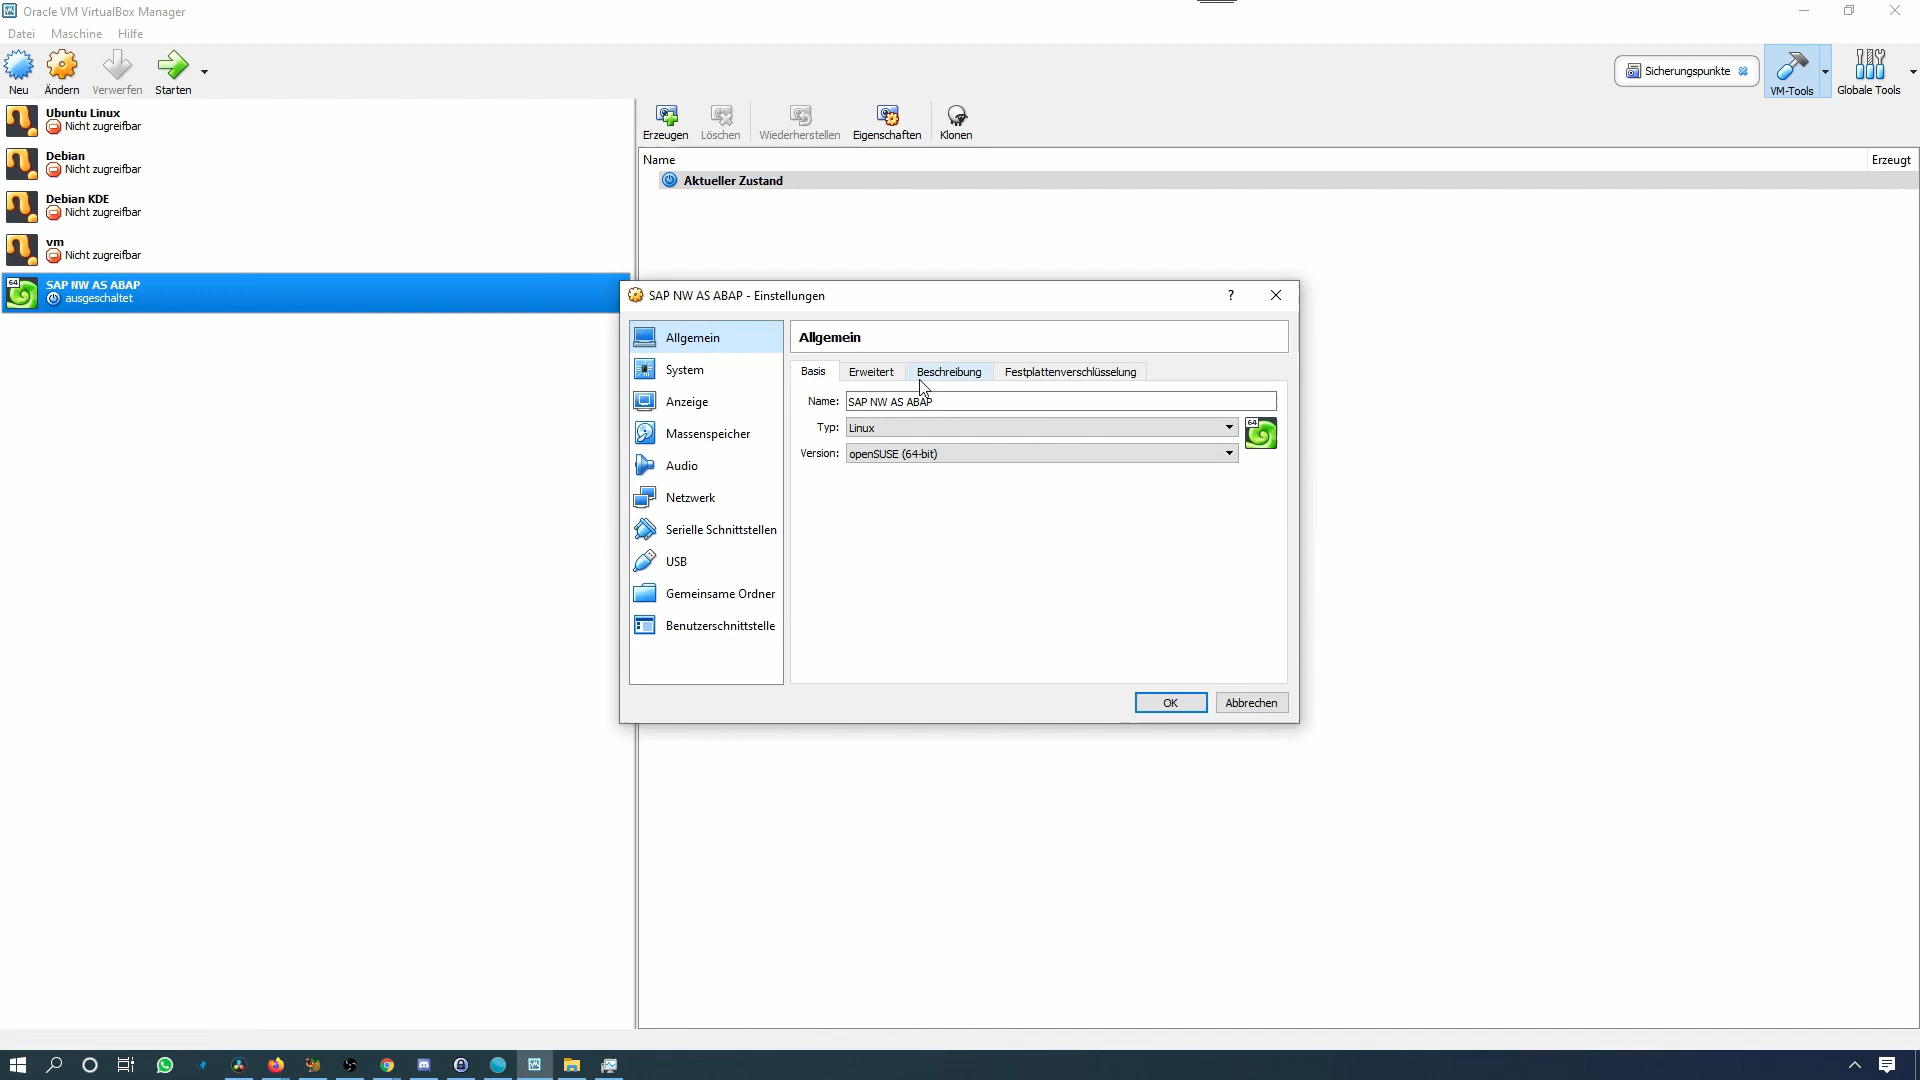 Oracle VM VirtualBox Manager
Datei Maschine Hilfe
Neu Ändern Verwerfen Starten
Sicherungspunkte VM-Tools Globale Tools
Ubuntu Linux
Nicht zugreifbar
Debian
Nicht zugreifbar
Debian KDE
Nicht zugreifbar
vm
Nicht zugreifbar
64
SAP NW AS ABAP
ausgeschaltet
Erzeugen Löschen Wiederherstellen Eigenschaften Klonen
Name Erzeugt
Aktueller Zustand
SAP NW AS ABAP - Einstellungen ?
Allgemein
System
Anzeige
Massenspeicher
Audio
Netzwerk
Serielle Schnittstellen
USB
Gemeinsame Ordner
Benutzerschnittstelle
Allgemein
Basis Erweitert Beschreibung Festplattenverschlüsselung
Name: SAP NW AS ABAP
Typ: Linux
64
Version: openSUSE (64-bit)
OK Abbrechen